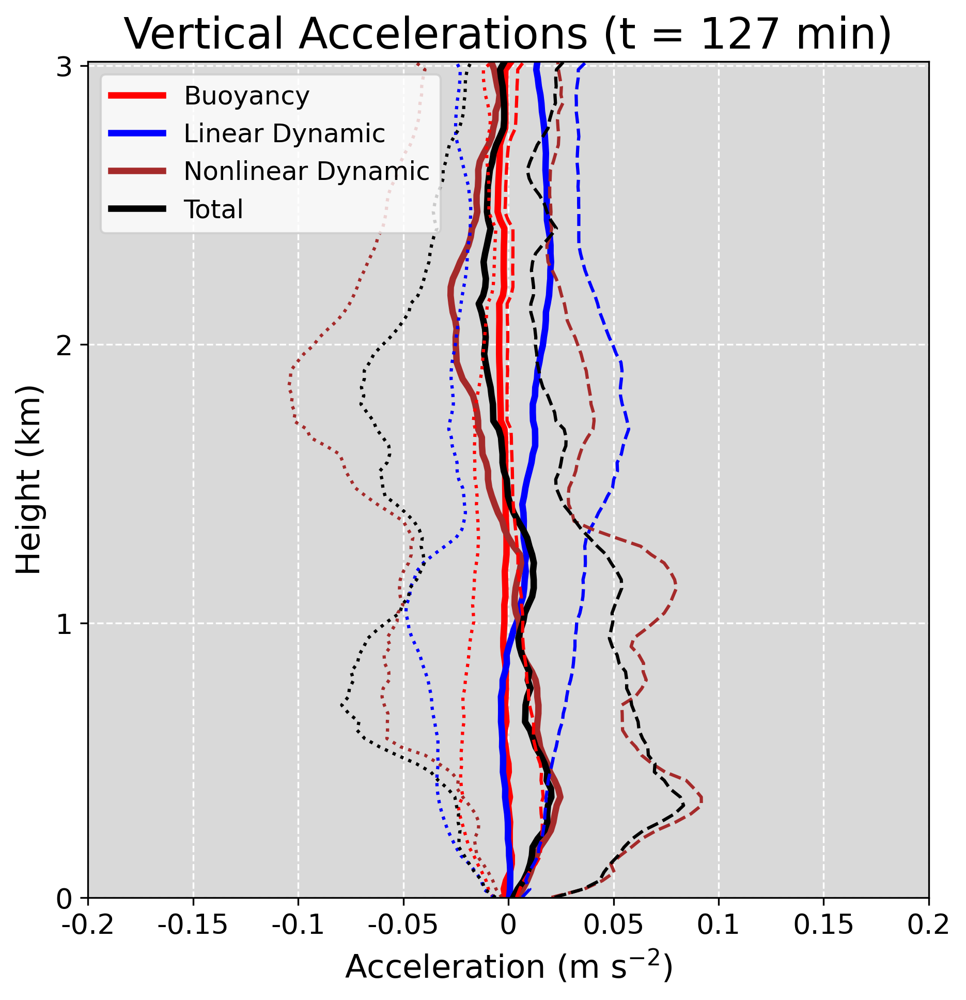 Vertical Accelerations (t = 127 min)
Buoyancy
Linear Dynamic
Nonlinear Dynamic
Total
3
2
1
0
Height (km)
-0.2 -0.15 -0.1 -0.05 0 0.05 0.1 0.15 0.2
Acceleration (m s⁻²)